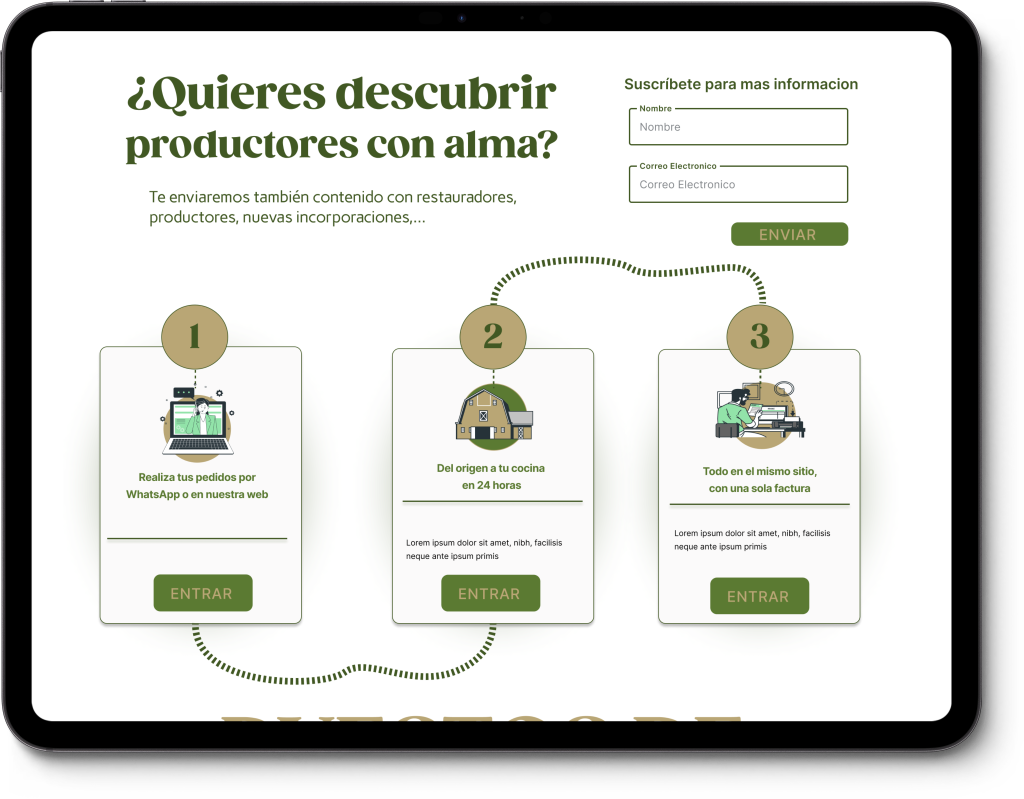 ¿Quieres descubrir
productores con alma?
Te enviaremos también contenido con restauradores,
productores, nuevas incorporaciones,...
Suscríbete para mas informacion
Nombre
Nombre
Correo Electronico
Correo Electronico
ENVIAR
1
Realiza tus pedidos por
WhatsApp o en nuestra web
ENTRAR
2
Del origen a tu cocina
en 24 horas
Lorem ipsum dolor sit amet, nibh, facilisis
neque ante ipsum primis
ENTRAR
3
Todo en el mismo sitio,
con una sola factura
Lorem ipsum dolor sit amet, nibh, facilisis
neque ante ipsum primis
ENTRAR